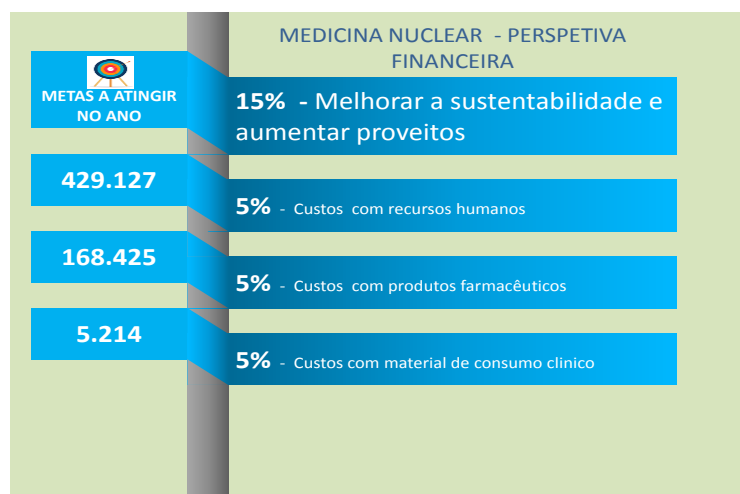 MEDICINA NUCLEAR - PERSPETIVA
FINANCEIRA
METAS A ATINGIR
NO ANO
15% - Melhorar a sustentabilidade e
aumentar proveitos
429.127
5% - Custos com recursos humanos
168.425
5% - Custos com produtos farmacêuticos
5.214
5% - Custos com material de consumo clinico